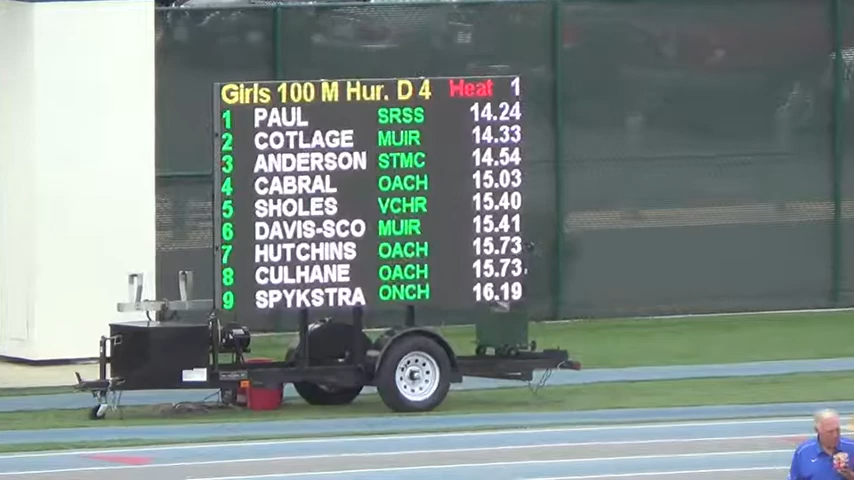 Girls 100 M Hur. D 4 Heat 1
1 PAUL SRSS 14.24
2 COTLAGE MUIR 14.33
3 ANDERSON STMC 14.54
4 CABRAL OACH 15.03
5 SHOLES VCHR 15.40
6 DAVIS-SCO MUIR 15.41
7 HUTCHINS OACH 15.73
8 CULHANE OACH 15.73
9 SPYKSTRA ONCH 16.19